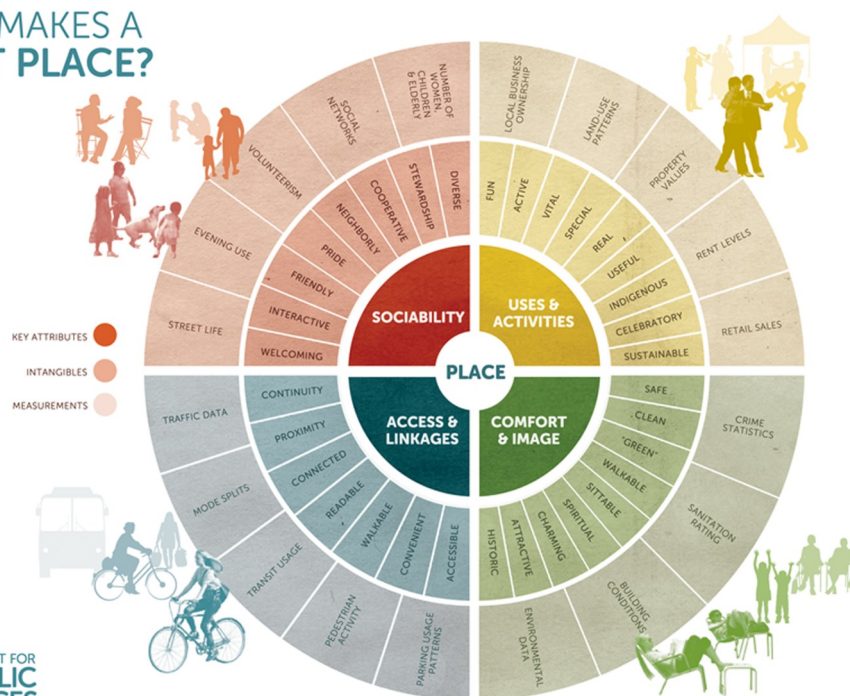 MAKES A
T PLACE?
KEY ATTRIBUTES
INTANGIBLES
MEASUREMENTS
PLACE
SOCIABILITY
DIVERSE
STEWARDSHIP
COOPERATIVE
NEIGHBORLY
PRIDE
FRIENDLY
INTERACTIVE
WELCOMING
NUMBER OF
WOMEN,
CHILDREN
& ELDERLY
SOCIAL
NETWORKS
VOLUNTEERISM
EVENING USE
STREET LIFE
USES &
ACTIVITIES
FUN
ACTIVE
VITAL
SPECIAL
REAL
USEFUL
INDIGENOUS
CELEBRATORY
SUSTAINABLE
LOCAL BUSINESS
OWNERSHIP
LAND-USE
PATTERNS
PROPERTY
VALUES
RENT LEVELS
RETAIL SALES
ACCESS &
LINKAGES
CONTINUITY
PROXIMITY
CONNECTED
READABLE
WALKABLE
CONVENIENT
ACCESSIBLE
TRAFFIC DATA
MODE SPLITS
TRANSIT USAGE
PEDESTRIAN
ACTIVITY
PARKING USAGE
PATTERNS
COMFORT
& IMAGE
SAFE
CLEAN
"GREEN"
WALKABLE
SITTABLE
SPIRITUAL
CHARMING
ATTRACTIVE
HISTORIC
CRIME
STATISTICS
SANITATION
RATING
BUILDING
CONDITIONS
ENVIRONMENTAL
DATA
T FOR
LIC